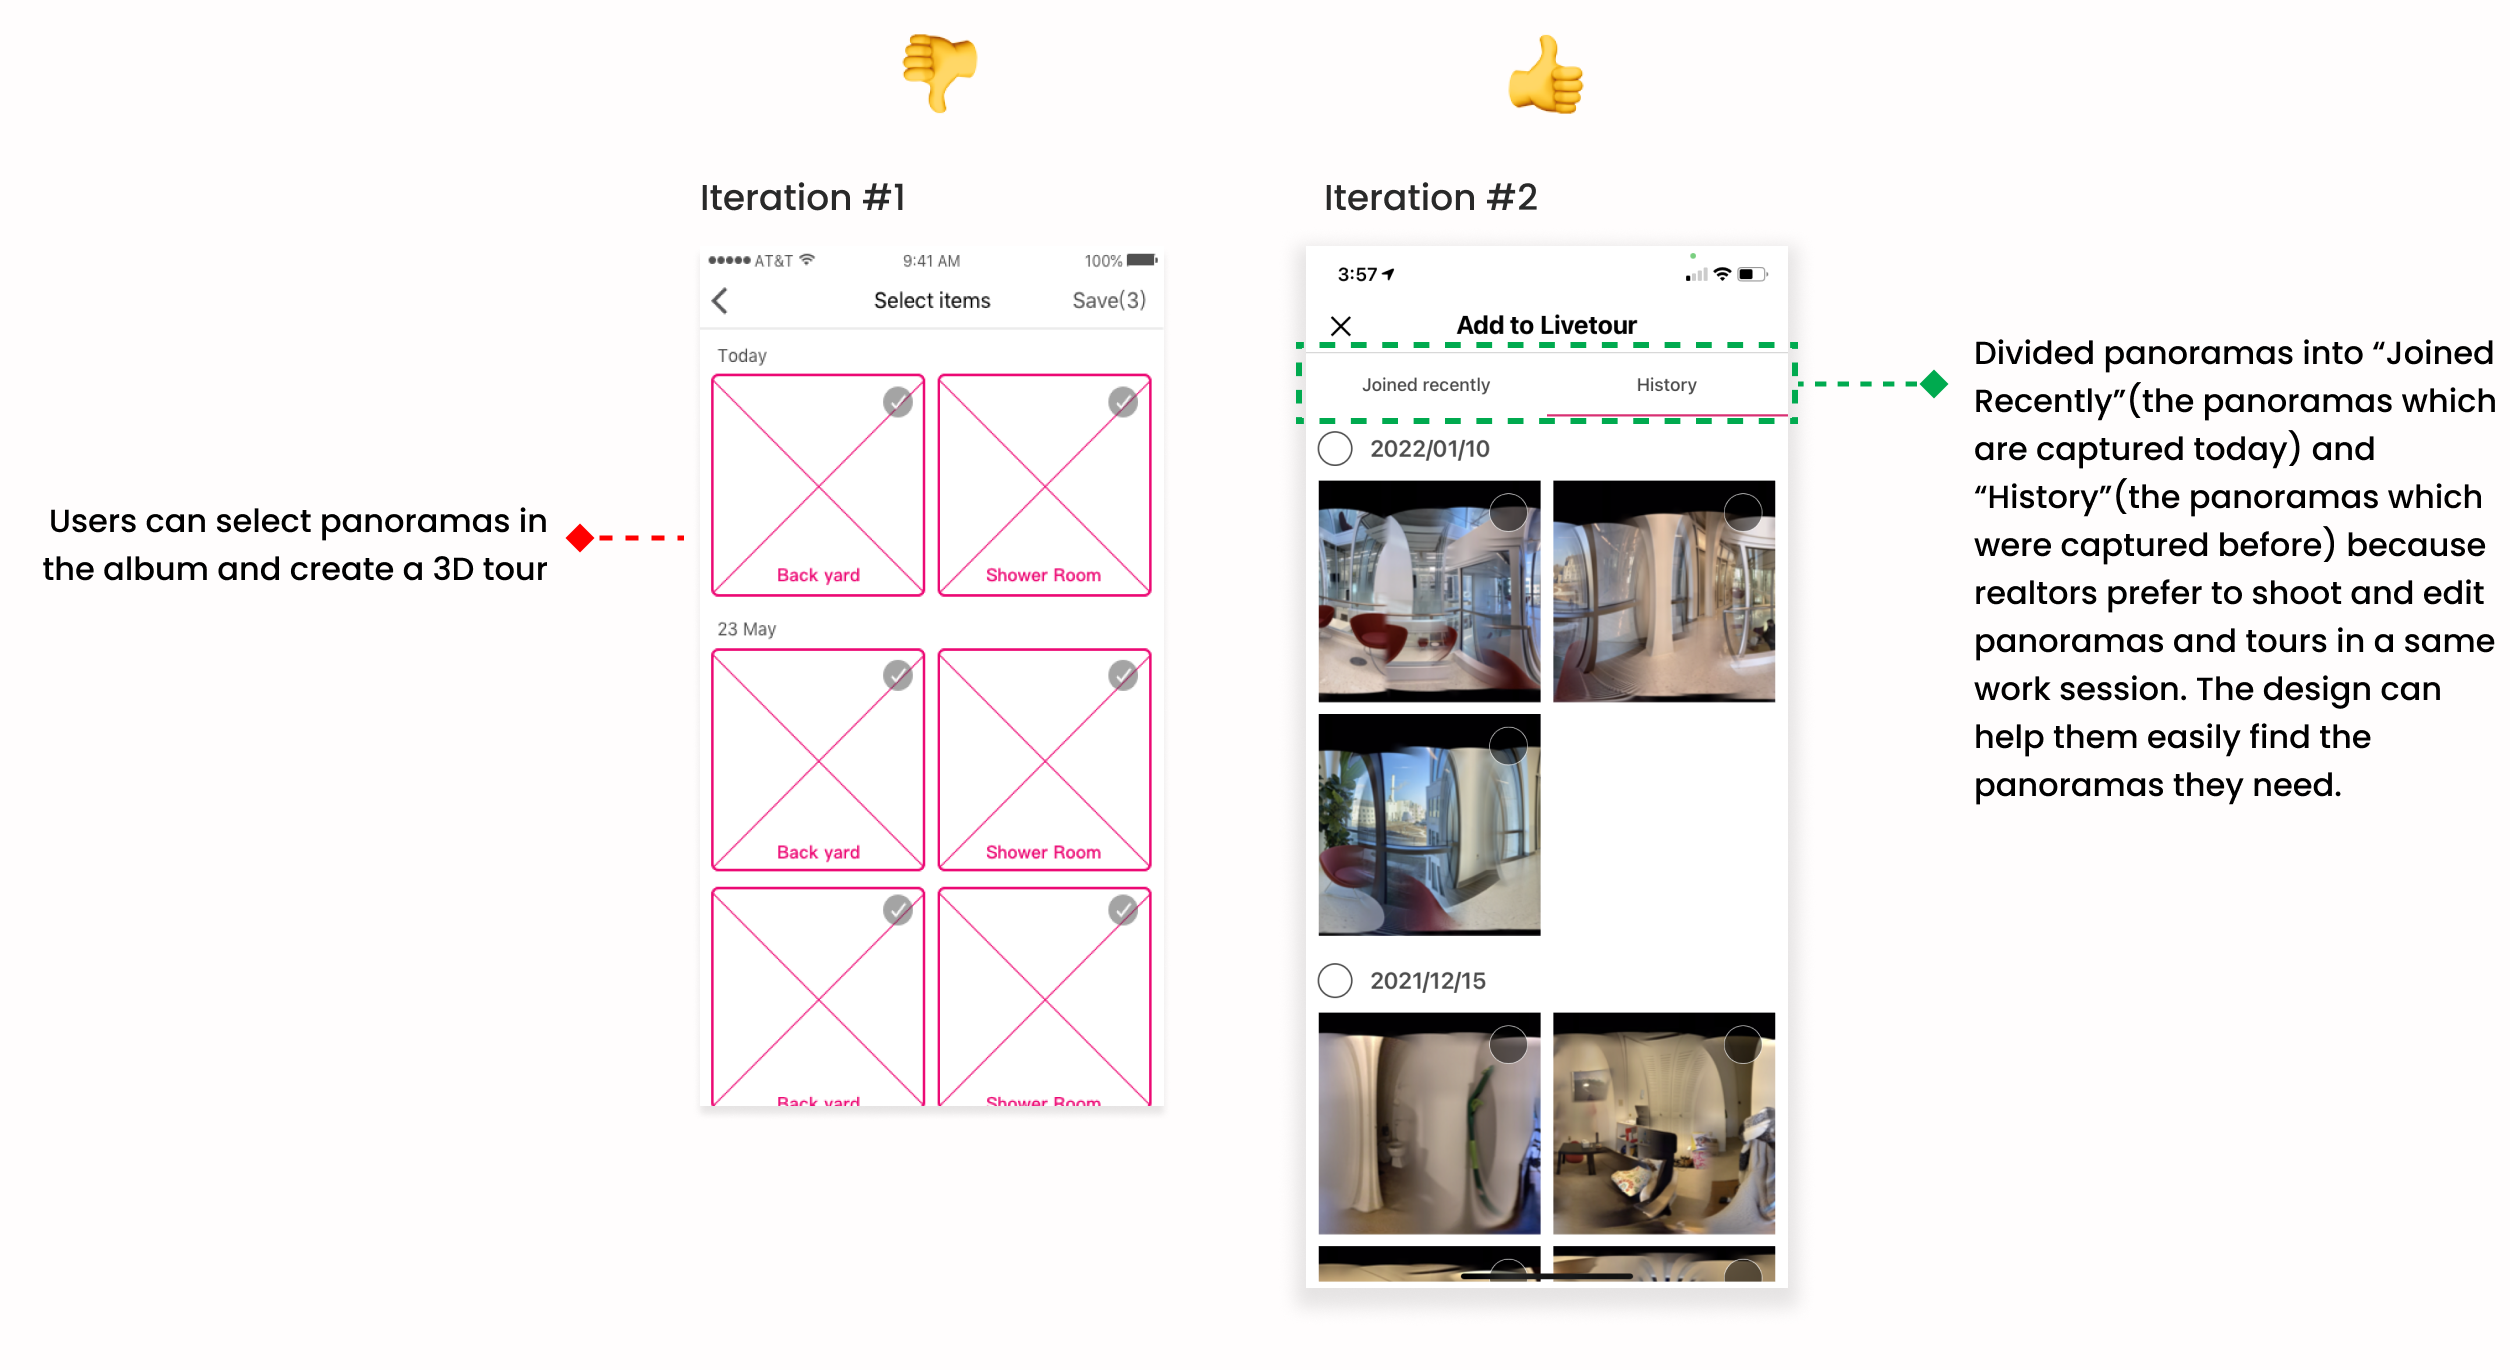 Iteration #1
Iteration #2
AT&T
9:41 AM
100%
Select items
Save(3)
Today
Back yard
Shower Room
23 May
Back yard
Shower Room
Back yard
Shower Room
Users can select panoramas in
the album and create a 3D tour
3:57
Add to Livetour
Joined recently
History
2022/01/10
2021/12/15
Divided panoramas into “Joined
Recently”(the panoramas which
are captured today) and
“History”(the panoramas which
were captured before) because
realtors prefer to shoot and edit
panoramas and tours in a same
work session. The design can
help them easily find the
panoramas they need.